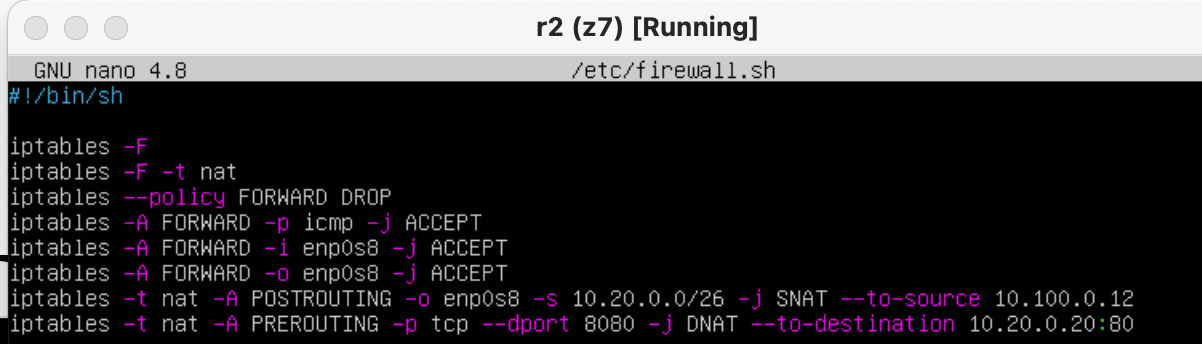 r2 (z7) [Running]
GNU nano 4.8 /etc/firewall.sh
#!/bin/sh
iptables -F
iptables -F -t nat
iptables --policy FORWARD DROP
iptables -A FORWARD -p icmp -j ACCEPT
iptables -A FORWARD -i enp0s8 -j ACCEPT
iptables -A FORWARD -o enp0s8 -j ACCEPT
iptables -t nat -A POSTROUTING -o enp0s8 -s 10.20.0.0/26 -j SNAT --to-source 10.100.0.12
iptables -t nat -A PREROUTING -p tcp --dport 8080 -j DNAT --to-destination 10.20.0.20:80